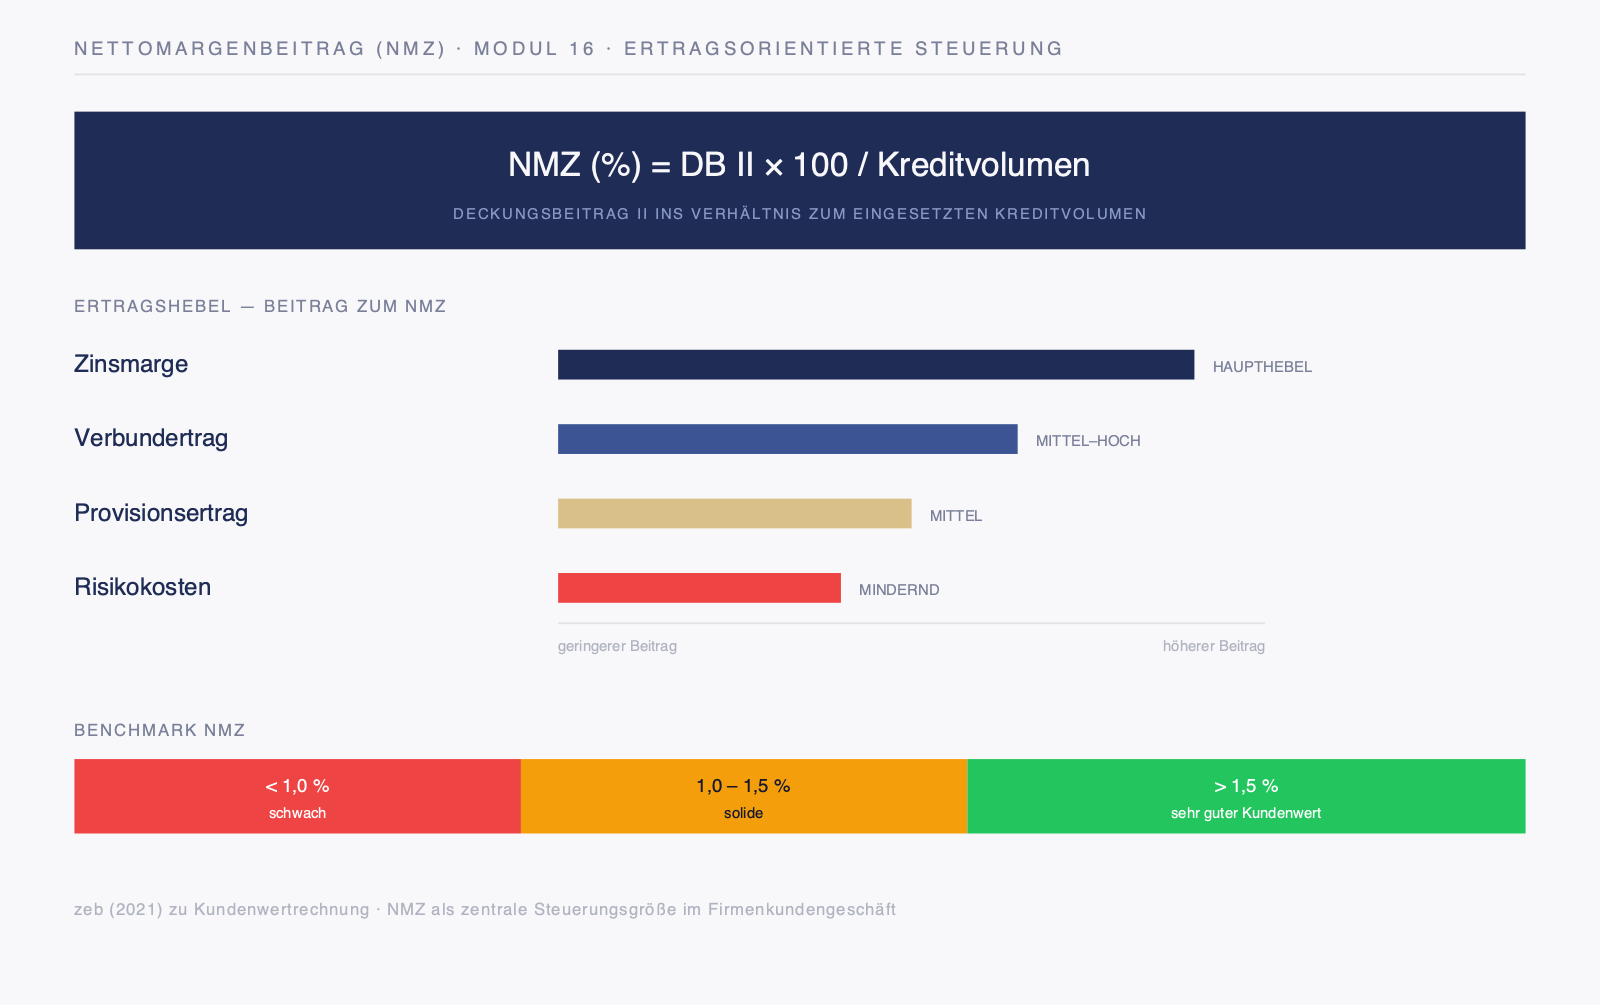 NETTOMARGENBEITRAG (NMZ) · MODUL 16 · ERTRAGSORIENTIERTE STEUERUNG
NMZ (%) = DB II × 100 / Kreditvolumen
DECKUNGSBEITRAG II INS VERHÄLTNIS ZUM EINGESETZTEN KREDITVOLUMEN
ERTRAGSHEBEL — BEITRAG ZUM NMZ
Zinsmarge HAUPTHEBEL
Verbundertrag MITTEL–HOCH
Provisionsertrag MITTEL
Risikokosten MINDERND
geringerer Beitrag höherer Beitrag
BENCHMARK NMZ
< 1,0 % 1,0 – 1,5 % > 1,5 %
schwach solide sehr guter Kundenwert
zeb (2021) zu Kundenwertrechnung · NMZ als zentrale Steuerungsgröße im Firmenkundengeschäft